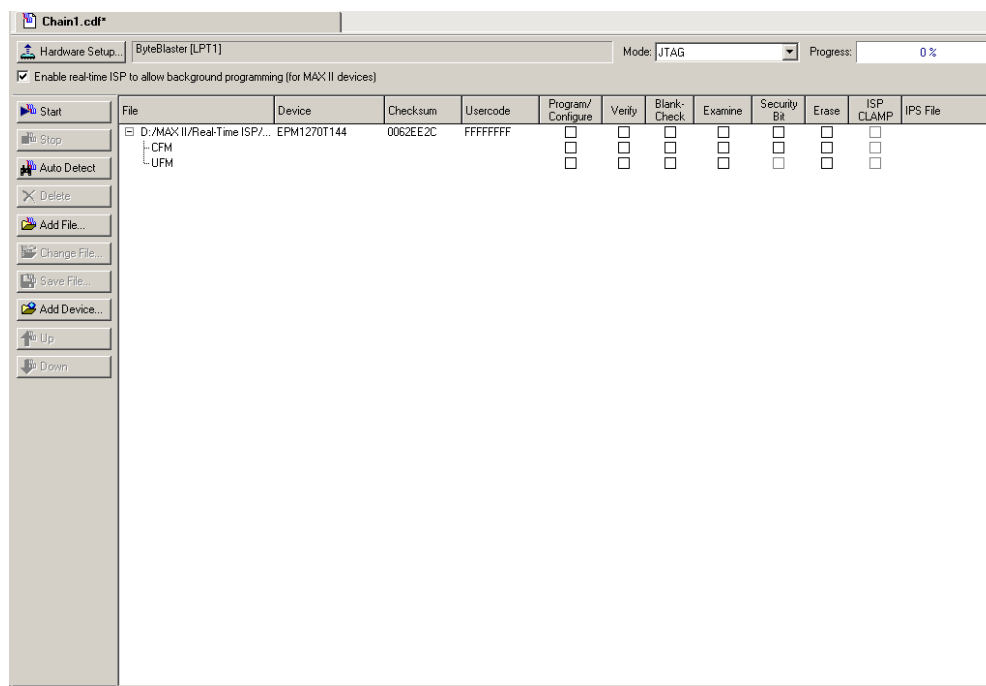 Chain1.cdf*
Hardware Setup... ByteBlaster [LPT1] Mode: JTAG Progress: 0 %
Enable real-time ISP to allow background programming (for MAX II devices)
Start
Stop
Auto Detect
Delete
Add File...
Change File...
Save File...
Add Device...
Up
Down
File Device Checksum Usercode Program/ Configure Verify Blank- Check Examine Security Bit Erase ISP CLAMP IPS File
D:/MAX II/Real-Time ISP/... EPM1270T144 0062EE2C FFFFFFFF
CFM
UFM